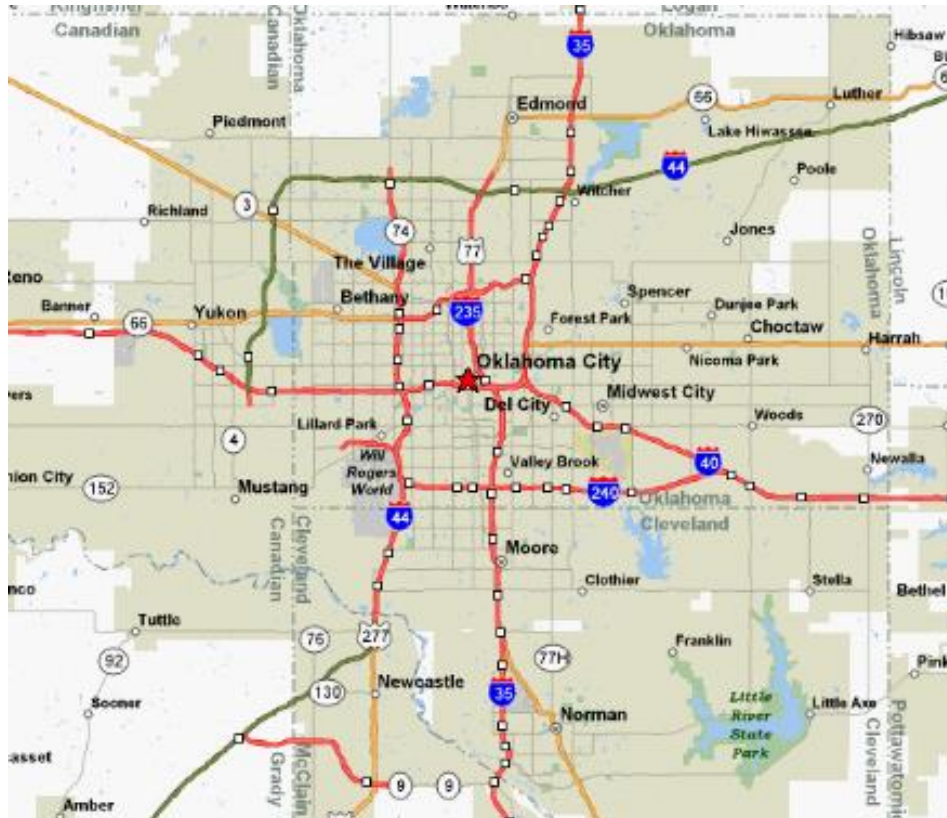 Canadian
Oklahoma
Canadian
Logan
Oklahoma
35
Hibsaw
66
Luther
Edmond
Lake Hiwassee
Piedmont
44
Poole
Witcher
Richland
3
74
77
Jones
Oklahoma
Lincoln
The Village
Banner
66
Yukon
Bethany
235
Spencer
Dunjee Park
Forest Park
Choctaw
Harrah
Nicoma Park
Oklahoma City
Midwest City
Del City
Woods
270
Lillard Park
4
Will
Rogers
World
Valley Brook
40
Newalla
152
Mustang
240
Oklahoma
Cleveland
44
Cleveland
Canadian
Moore
Clothier
Stella
Bethel
Tuttle
76
277
92
77H
Franklin
130
Newcastle
35
Sooner
Norman
Little
River
State
Park
Little Axe
Pottawatomie
Cleveland
McClain
Grady
9
9
Amber